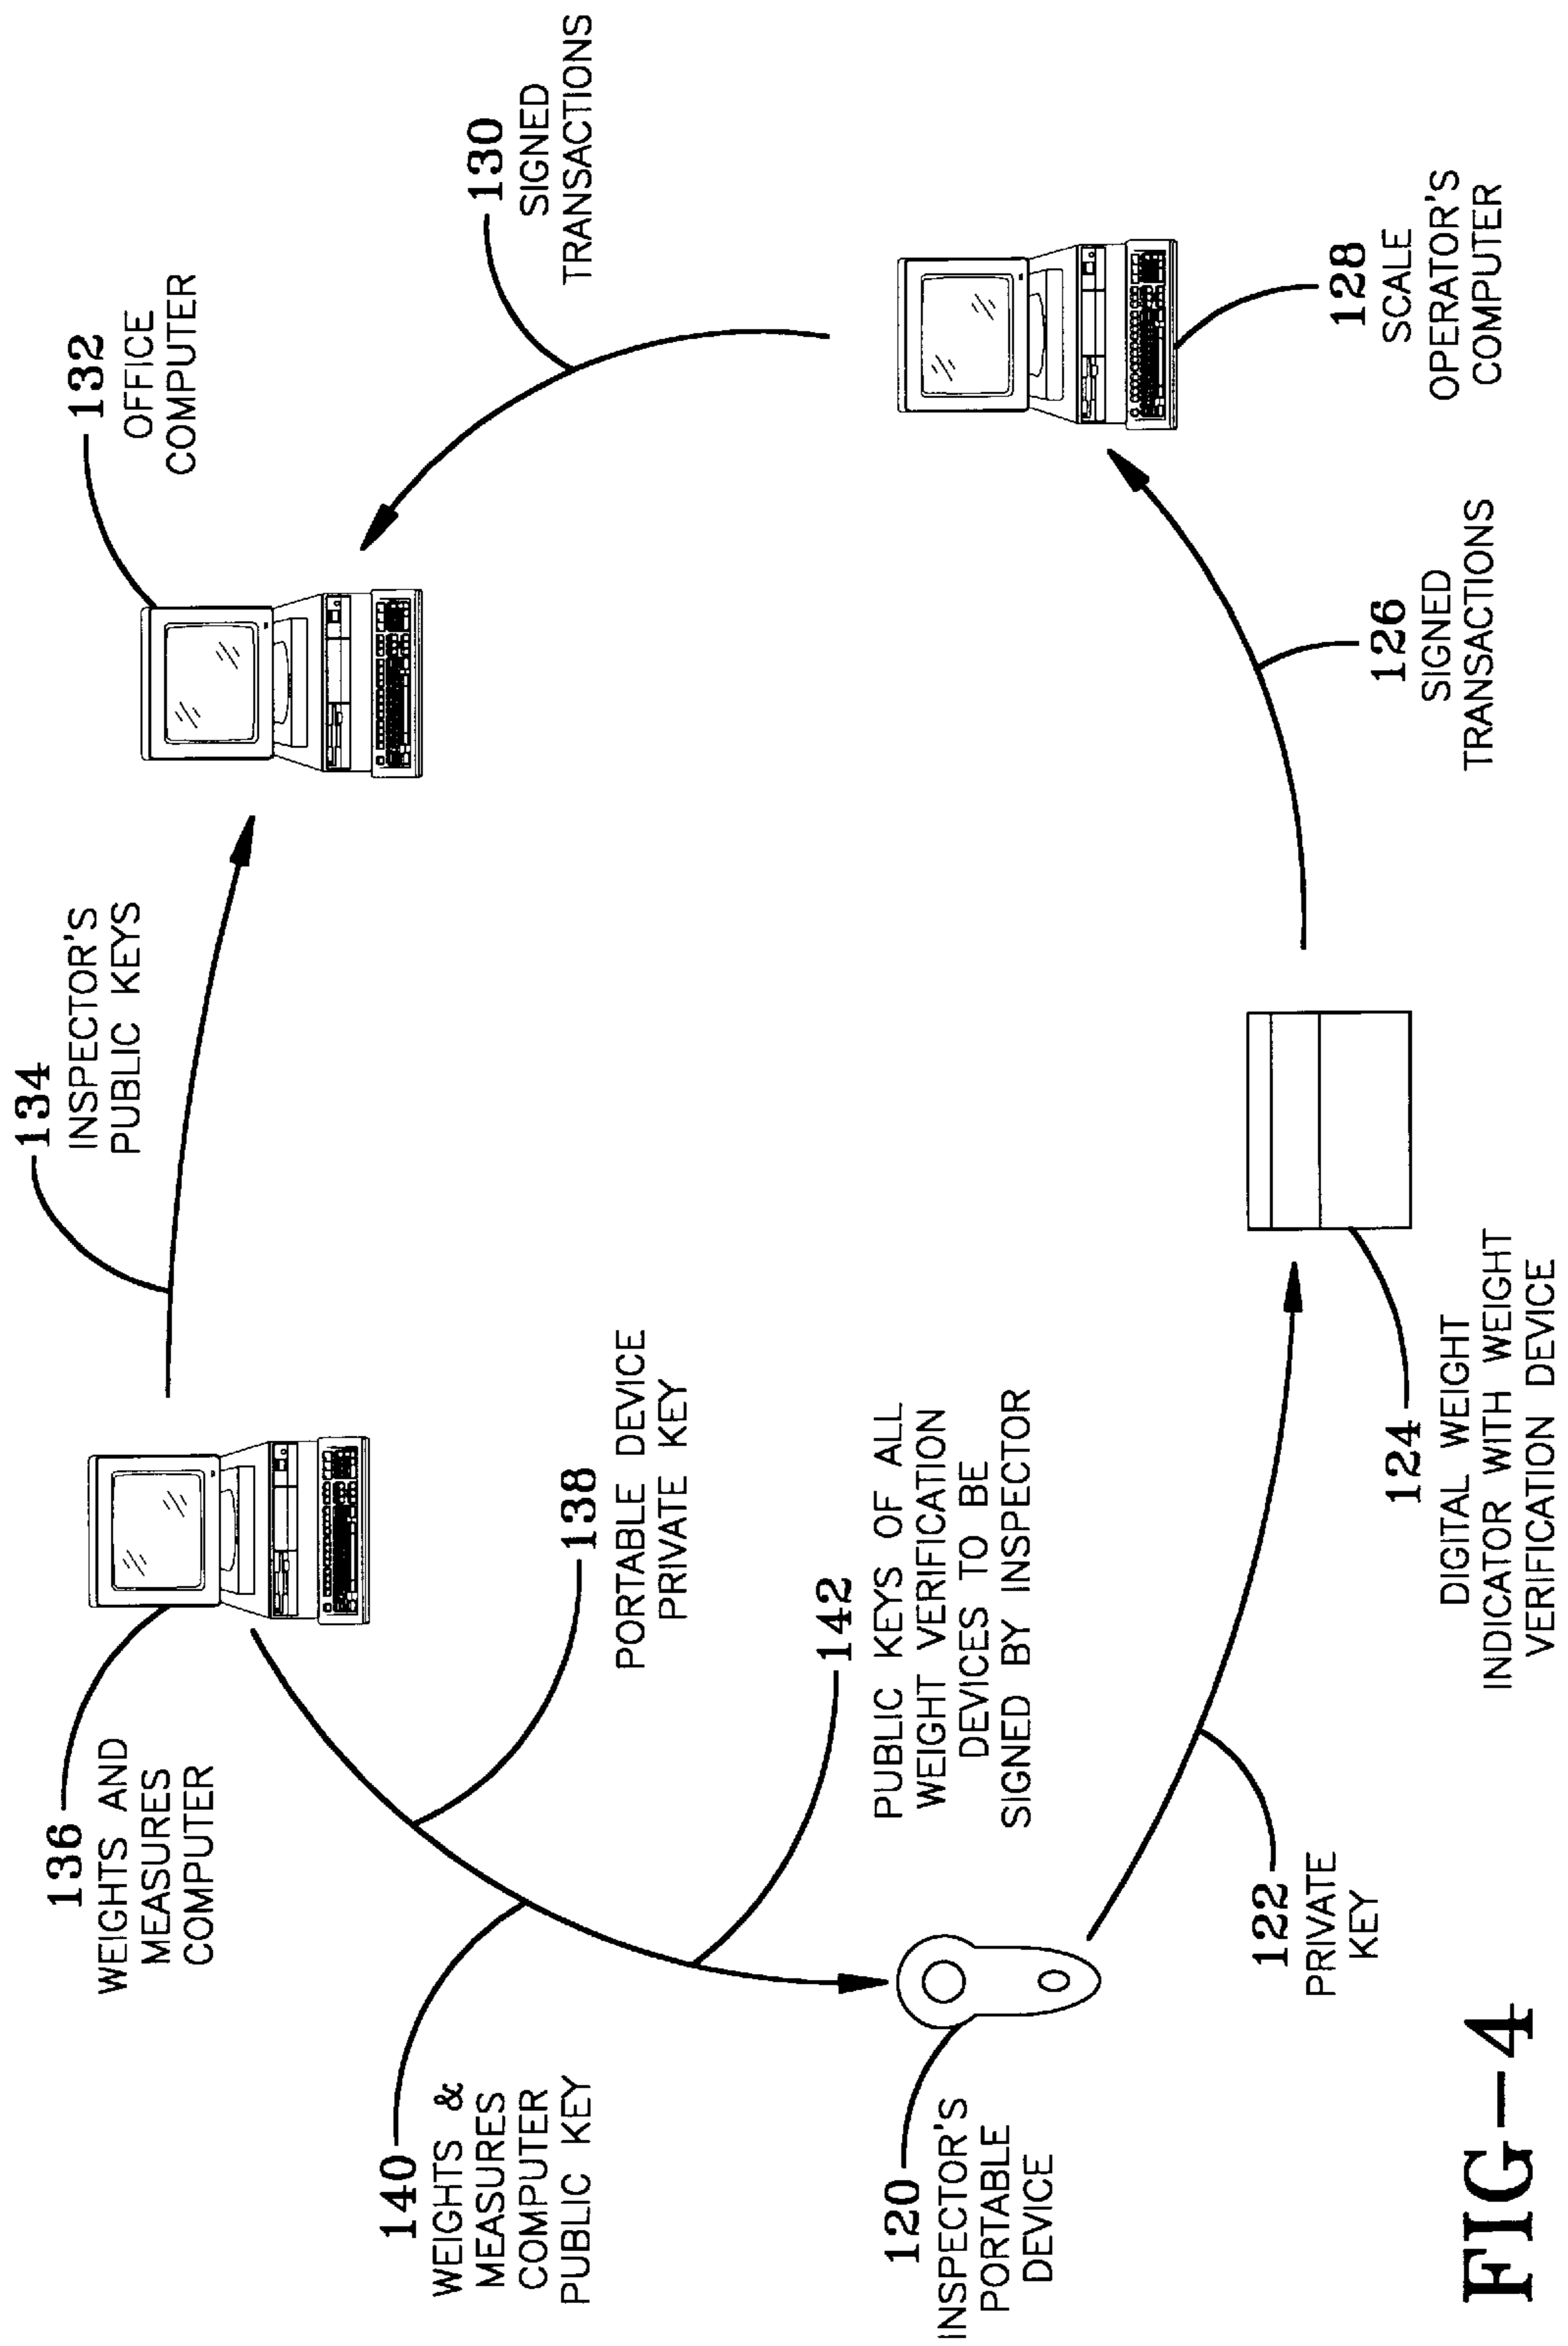 136
WEIGHTS AND
MEASURES
COMPUTER
134
INSPECTOR'S
PUBLIC KEYS
132
OFFICE
COMPUTER
130
SIGNED
TRANSACTIONS
138
PORTABLE DEVICE
PRIVATE KEY
140
WEIGHTS &
MEASURES
COMPUTER
PUBLIC KEY
142
PUBLIC KEYS OF ALL
WEIGHT VERIFICATION
DEVICES TO BE
SIGNED BY INSPECTOR
120
INSPECTOR'S
PORTABLE
DEVICE
122
PRIVATE
KEY
124
DIGITAL WEIGHT
INDICATOR WITH WEIGHT
VERIFICATION DEVICE
126
SIGNED
TRANSACTIONS
128
SCALE
OPERATOR'S
COMPUTER
FIG-4